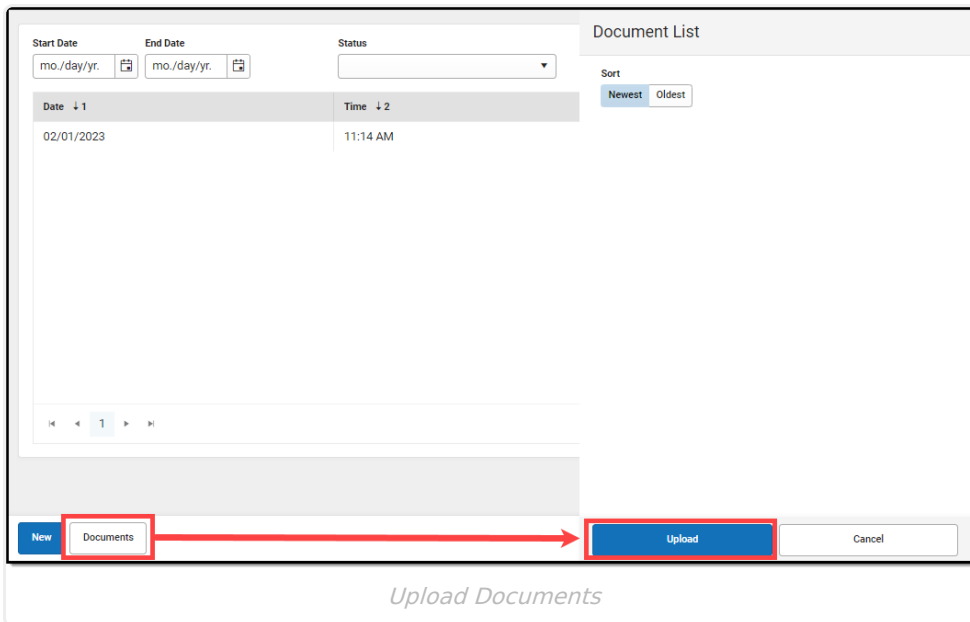 Start Date End Date Status
mo./day/yr. mo./day/yr.
Date ↓ 1 Time ↓ 2
02/01/2023 11:14 AM
1
New Documents
Document List
Sort
Newest Oldest
Upload Cancel
Upload Documents